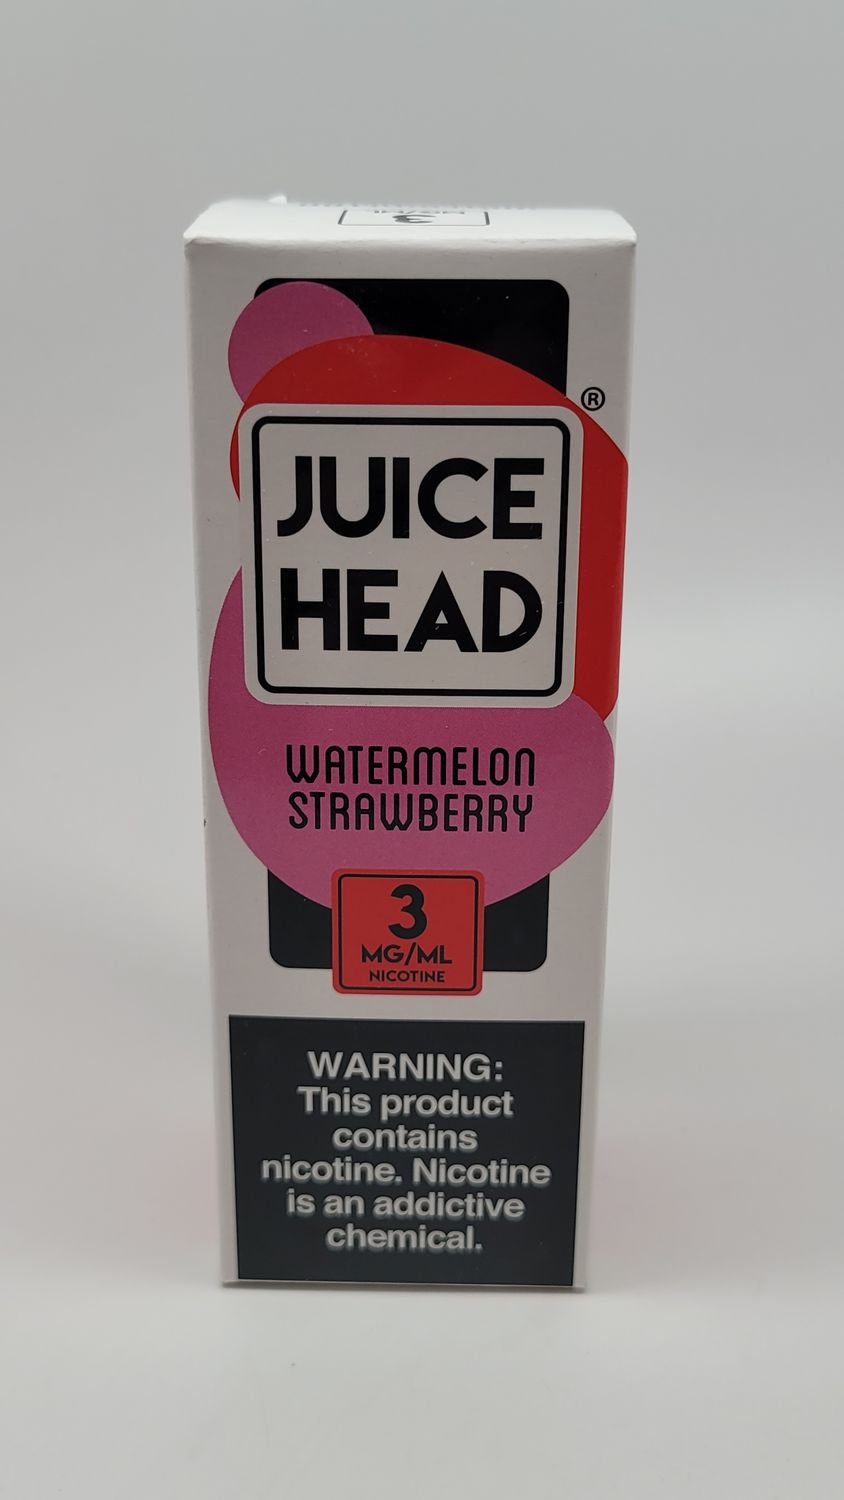 ®
JUICE
HEAD
WATERMELON
STRAWBERRY
3
MG/ML
NICOTINE
WARNING:
This product
contains
nicotine. Nicotine
is an addictive
chemical.